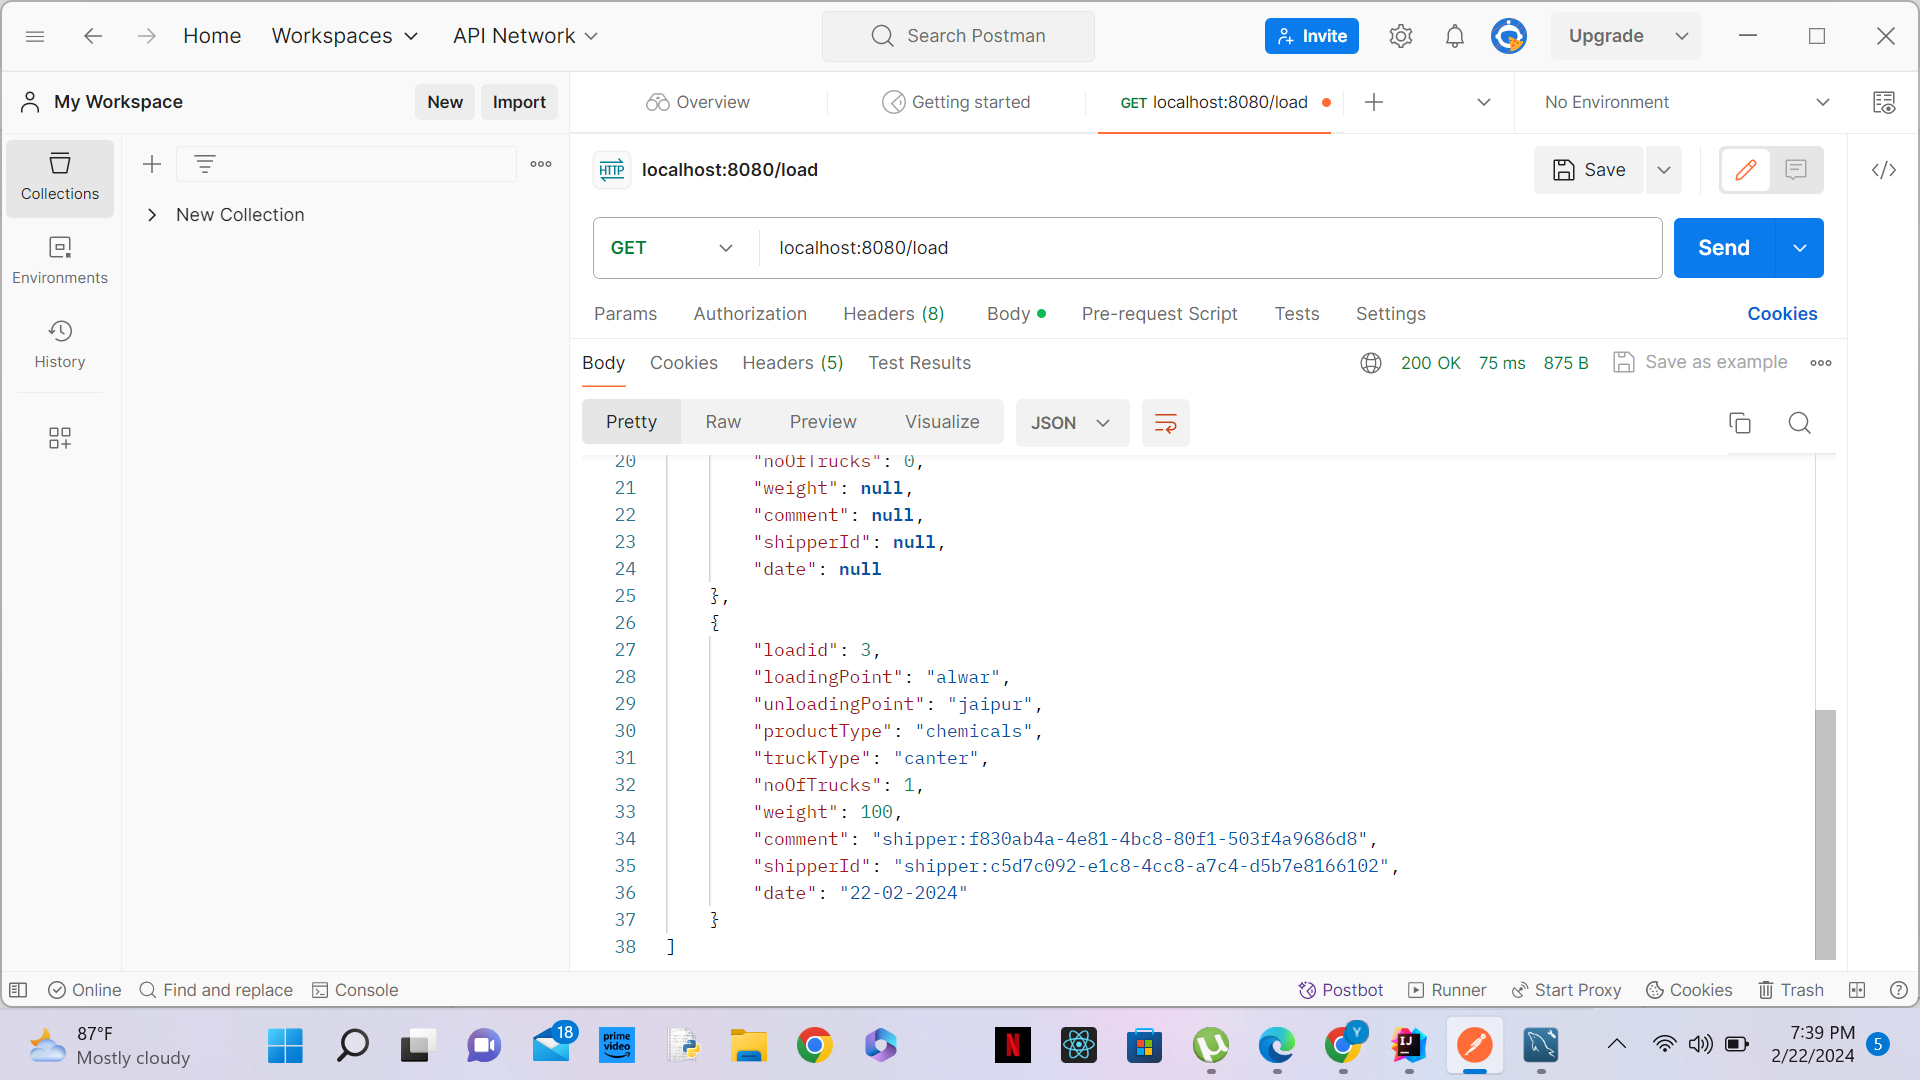 Home
Workspaces
API Network
Search Postman
Invite
Upgrade
My Workspace
New
Import
Overview
Getting started
GET localhost:8080/load
No Environment
Collections
New Collection
HTTP
localhost:8080/load
Save
Environments
GET
localhost:8080/load
Send
History
Params
Authorization
Headers (8)
Body
Pre-request Script
Tests
Settings
Cookies
Body
Cookies
Headers (5)
Test Results
200 OK
75 ms
875 B
Save as example
Pretty
Raw
Preview
Visualize
JSON
20 "noOfTrucks": 0,
21 "weight": null,
22 "comment": null,
23 "shipperId": null,
24 "date": null
25 },
26 {
27 "loadid": 3,
28 "loadingPoint": "alwar",
29 "unloadingPoint": "jaipur",
30 "productType": "chemicals",
31 "truckType": "canter",
32 "noOfTrucks": 1,
33 "weight": 100,
34 "comment": "shipper:f830ab4a-4e81-4bc8-80f1-503f4a9686d8",
35 "shipperId": "shipper:c5d7c092-e1c8-4cc8-a7c4-d5b7e8166102",
36 "date": "22-02-2024"
37 }
38 ]
Online
Find and replace
Console
Postbot
Runner
Start Proxy
Cookies
Trash
87°F
Mostly cloudy
18
prime video
N
Y
IJ
7:39 PM
2/22/2024
5